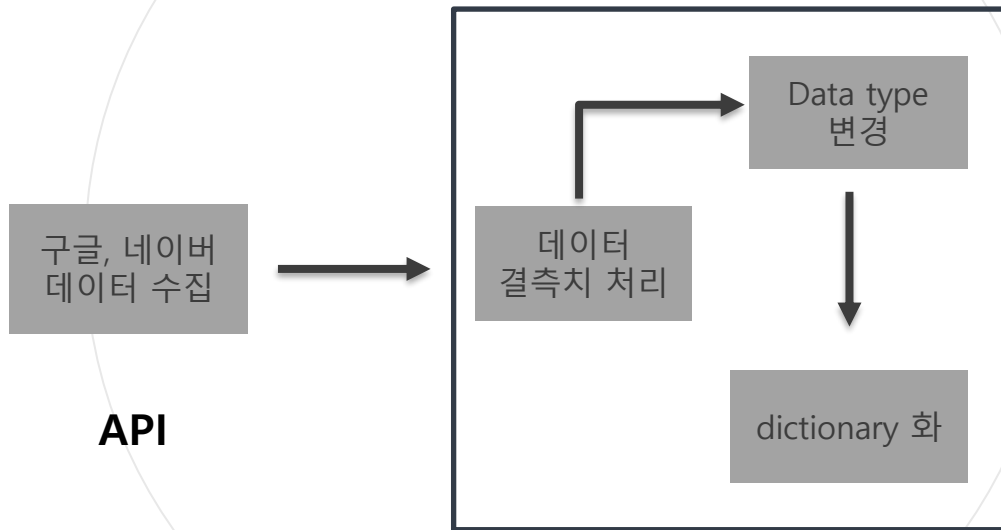 구글, 네이버
데이터 수집
API
데이터
결측치 처리
Data type
변경
dictionary 화